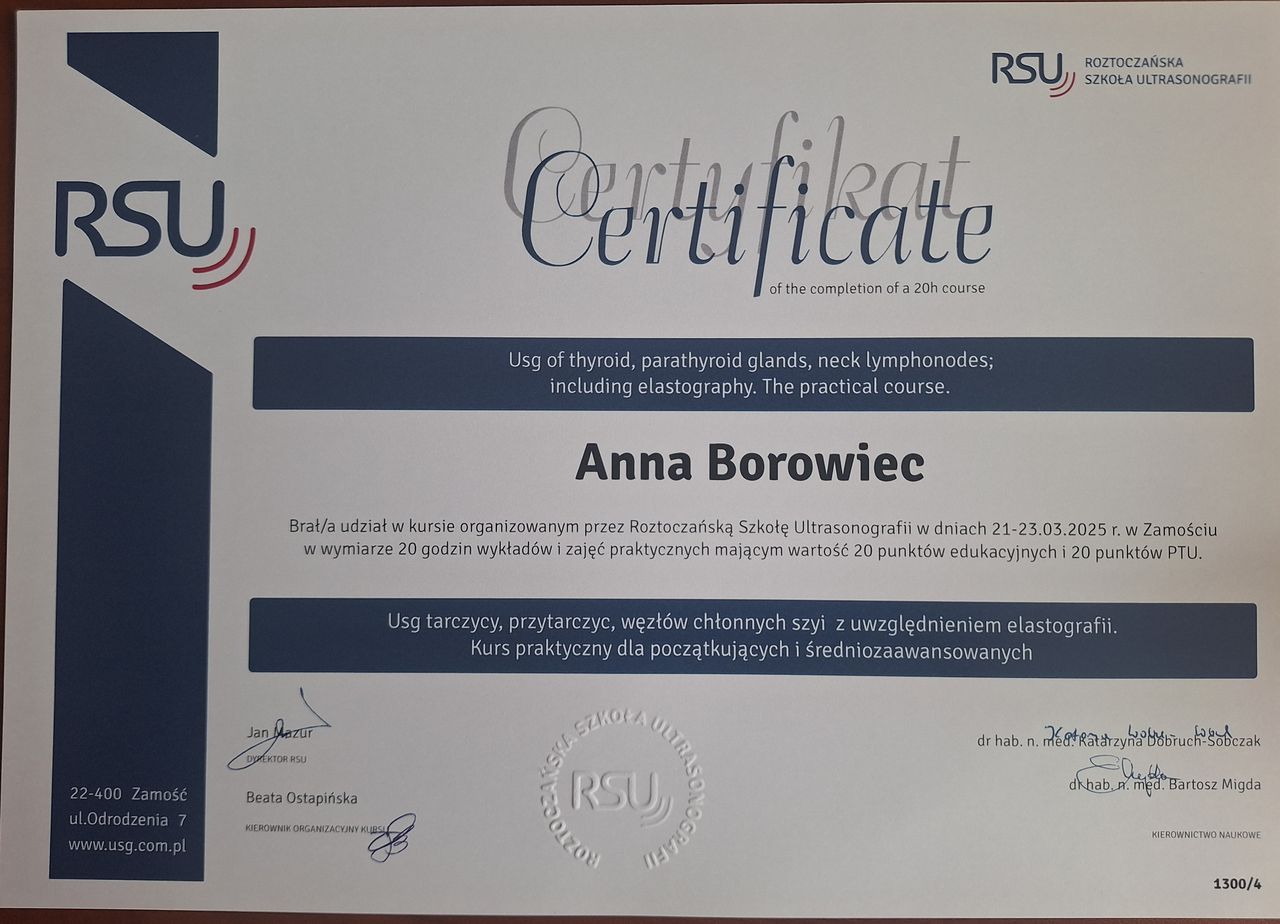 RSU ROZTOCZAŃSKA
SZKOŁA ULTRASONOGRAFII
RSU
Certyfikat
Certificate
of the completion of a 20h course
Usg of thyroid, parathyroid glands, neck lymphonodes;
including elastography. The practical course.
Anna Borowiec
Brał/a udział w kursie organizowanym przez Roztoczańską Szkołę Ultrasonografii w dniach 21-23.03.2025 r. w Zamościu
w wymiarze 20 godzin wykładów i zajęć praktycznych mającym wartość 20 punktów edukacyjnych i 20 punktów PTU.
Usg tarczycy, przytarczyc, węzłów chłonnych szyi z uwzględnieniem elastografii.
Kurs praktyczny dla początkujących i średniozaawansowanych
Jan Mazur
DYREKTOR RSU
Beata Ostapińska
KIEROWNIK ORGANIZACYJNY KURSU
ROZTOCZAŃSKA SZKOŁA ULTRASONOGRAFII
RSU
dr hab. n. med. Katarzyna Dobruch-Sobczak
dr hab. n. med. Bartosz Migda
KIEROWNICTWO NAUKOWE
1300/4
22-400 Zamość
ul.Odrodzenia 7
www.usg.com.pl